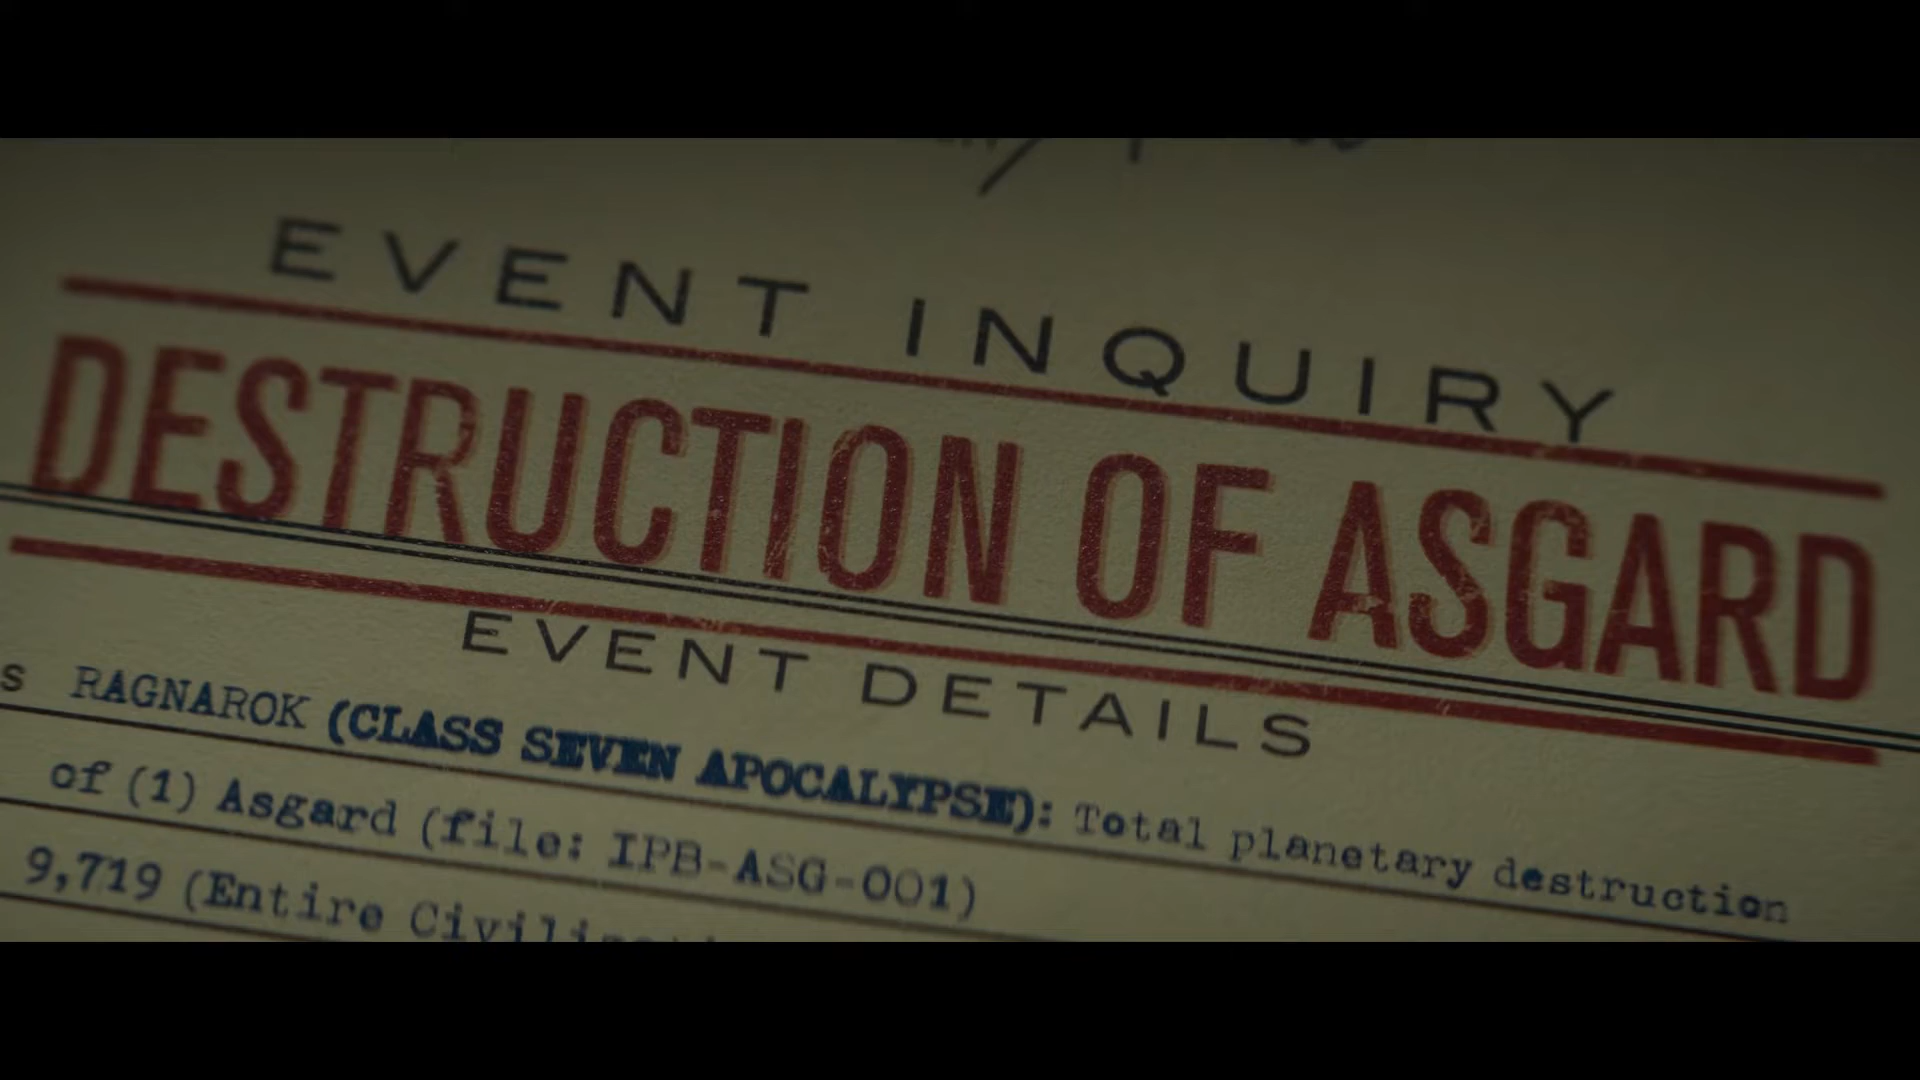 EVENT INQUIRY
DESTRUCTION OF ASGARD
EVENT DETAILS
s RAGNAROK (CLASS SEVEN APOCALYPSE): Total planetary destruction
of (1) Asgard (file: IPB-ASG-001)
9,719 (Entire